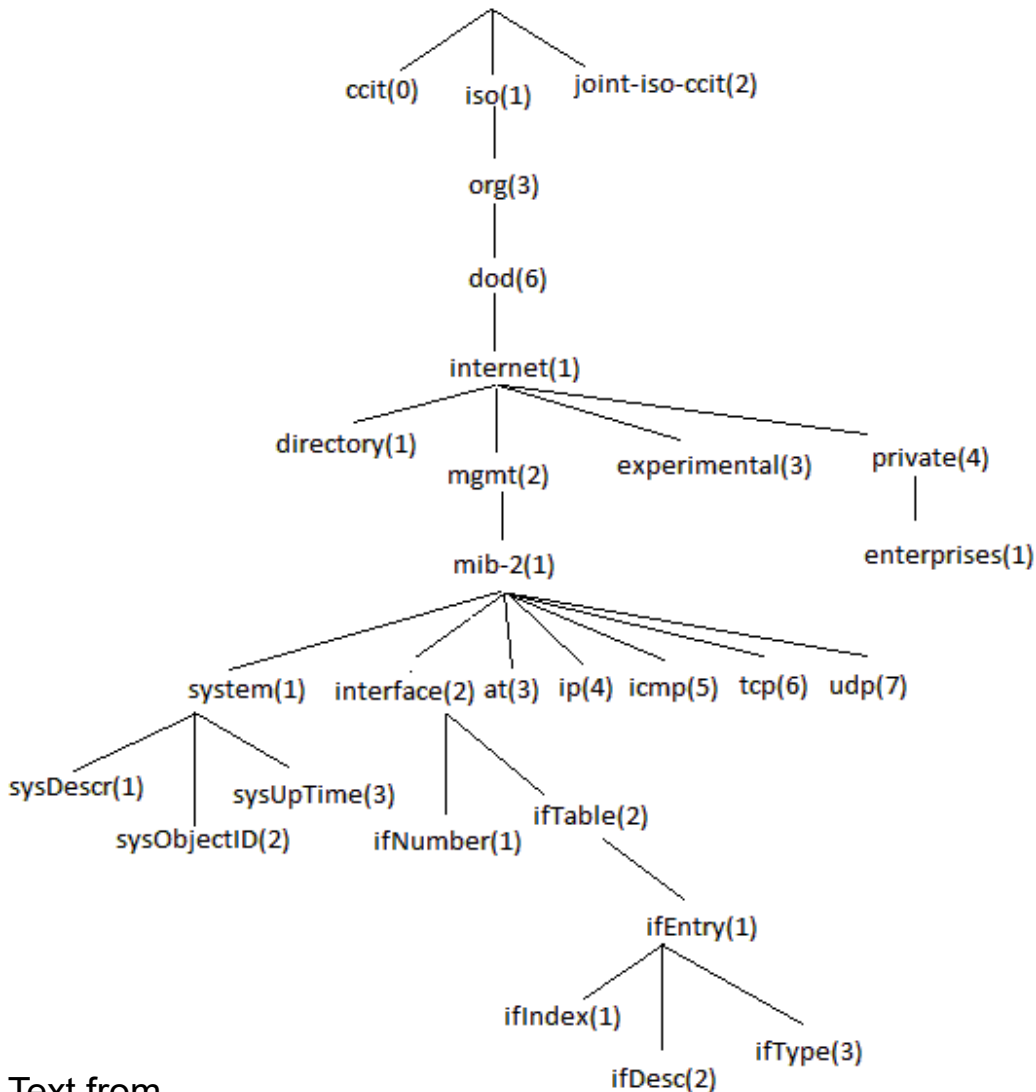 ccit(0) iso(1) joint-iso-ccit(2)
org(3)
dod(6)
internet(1)
directory(1) mgmt(2) experimental(3) private(4)
enterprises(1)
mib-2(1)
system(1) interface(2) at(3) ip(4) icmp(5) tcp(6) udp(7)
sysDescr(1) sysObjectID(2) sysUpTime(3) ifNumber(1) ifTable(2)
ifEntry(1)
ifIndex(1) ifDesc(2) ifType(3)
Text from